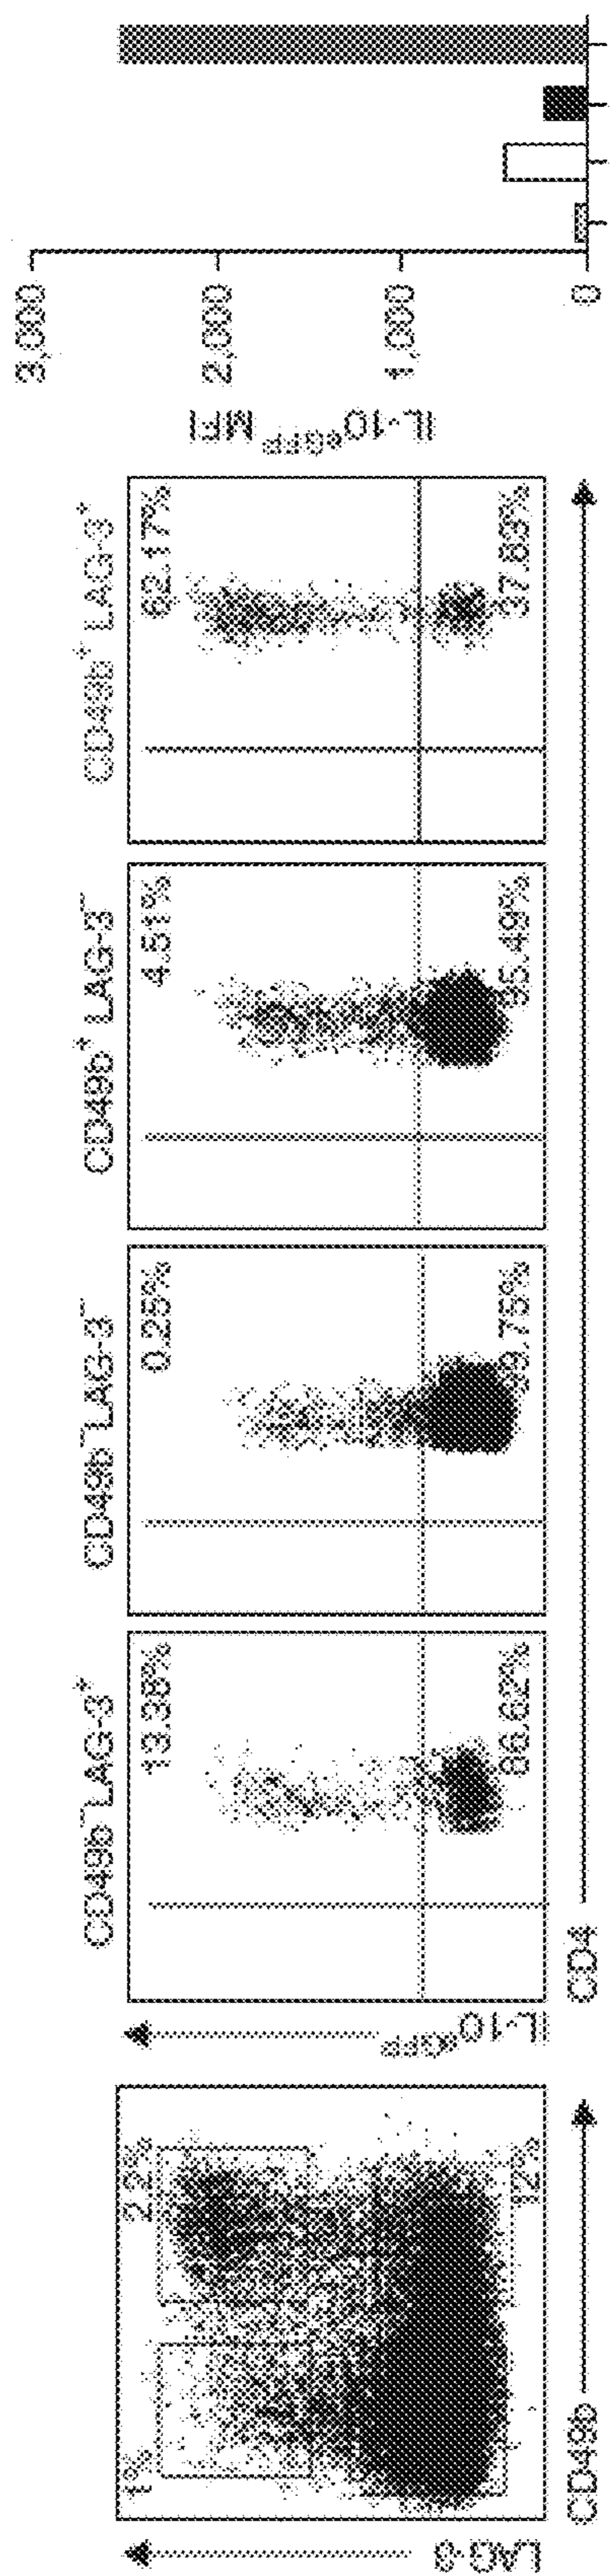 LAG-3
1%
2.2%
12%
CD49b
IL-10eGFP
CD49b⁻LAG-3⁺
13.38%
86.62%
CD49b⁻LAG-3⁻
0.25%
99.75%
CD49b⁺ LAG-3⁻
4.51%
95.49%
CD49b⁺ LAG-3⁺
62.17%
37.83%
CD4
IL-10eGFP MFI
3,000
2,000
1,000
0